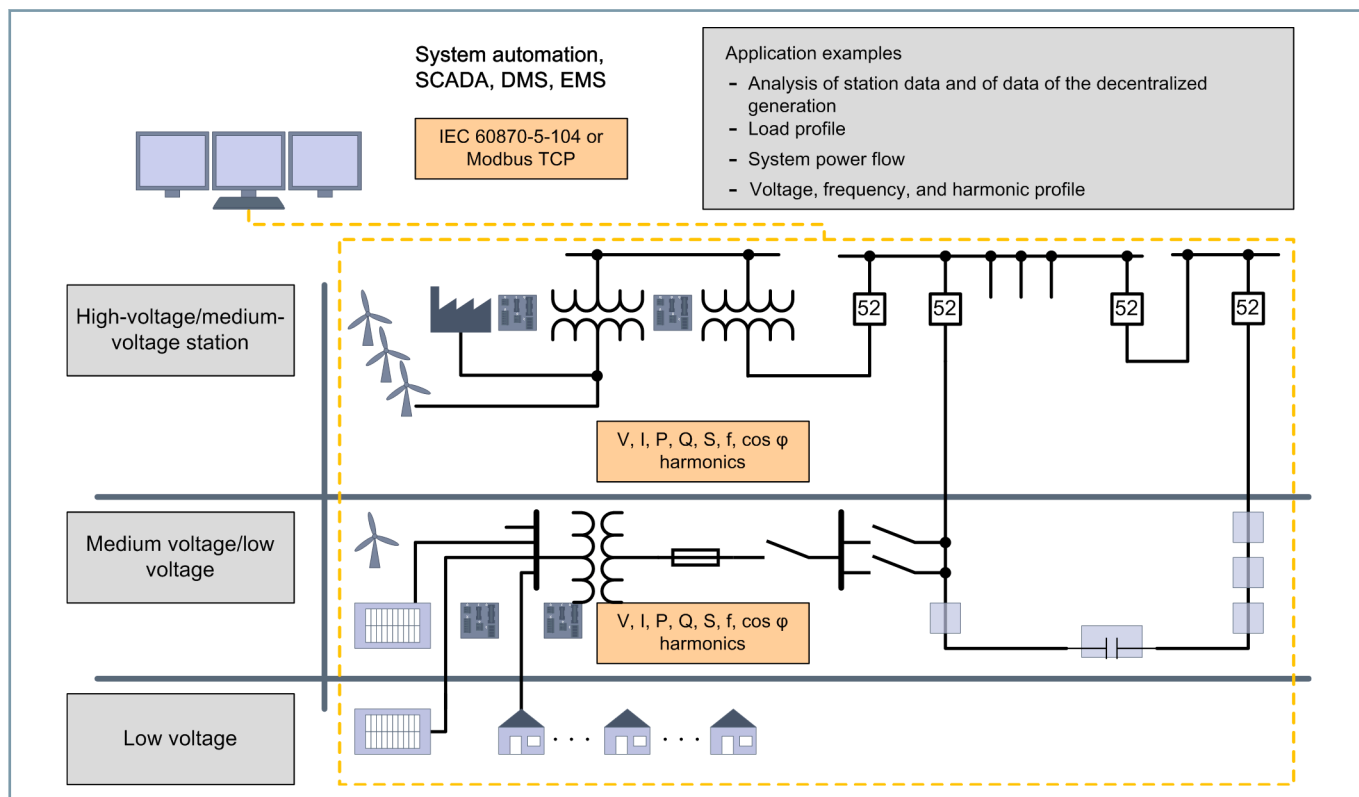 System automation,
SCADA, DMS, EMS
IEC 60870-5-104 or
Modbus TCP
Application examples
- Analysis of station data and of data of the decentralized
generation
- Load profile
- System power flow
- Voltage, frequency, and harmonic profile
High-voltage/medium-
voltage station
52
52
52
52
V, I, P, Q, S, f, cos φ
harmonics
Medium voltage/low
voltage
V, I, P, Q, S, f, cos φ
harmonics
Low voltage